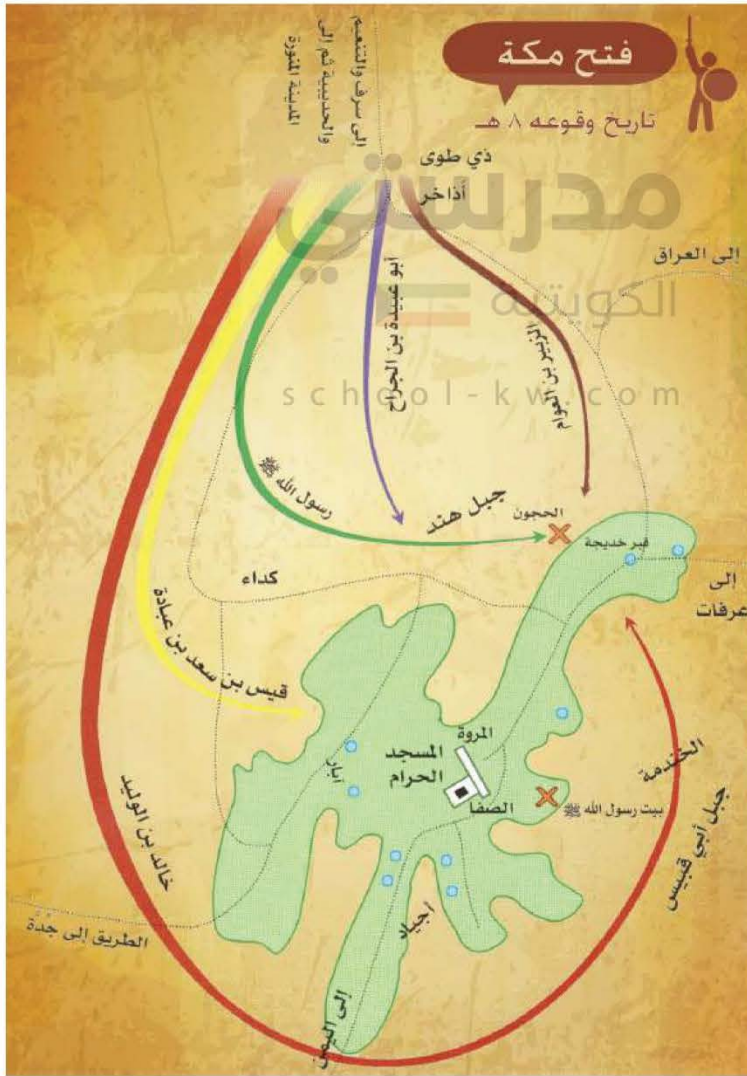 فتح مكة
تاريخ وقوعه ٨ هـ
إلى سرف والتنعيم
والحديبية ثم إلى
المدينة المنورة
ذي طوى
أذاخر
مدرستي
الكويتية
school-kw.com
إلى العراق
أبو عبيدة بن الجراح
الزبير بن العوام
رسول الله ﷺ
جبل هند
الحجون
قبر خديجة
إلى
عرفات
كداء
قيس بن سعد بن عبادة
المروة
المسجد
الحرام
الصفا
آبار
بيت رسول الله ﷺ
الخندمة
جبل أبي قبيس
خالد بن الوليد
أجياد
الطريق إلى جدّة
إلى اليمن